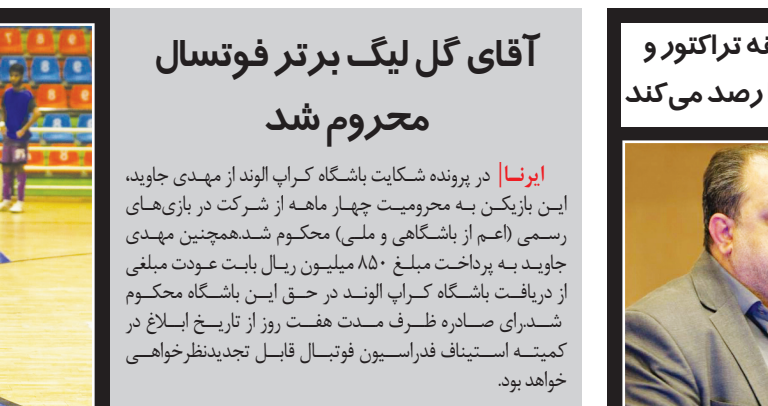 آقای گل لیگ برتر فوتسال
محروم شد
ایرنا| در پرونده شکایت باشگاه کراپ الوند از مهدی جاوید،
این بازیکن به محرومیت چهار ماهه از شرکت در بازی‌های
رسمی (اعم از باشگاهی و ملی) محکوم شد.همچنین مهدی
جاوید به پرداخت مبلغ ۸۵۰ میلیون ریال بابت عودت مبلغی
از دریافت باشگاه کراپ الوند در حق این باشگاه محکوم
شد.رای صادره ظرف مدت هفت روز از تاریخ ابلاغ در
کمیته استیناف فدراسیون فوتبال قابل تجدیدنظرخواهی
خواهد بود.
تراکتور و
رصد می‌کند